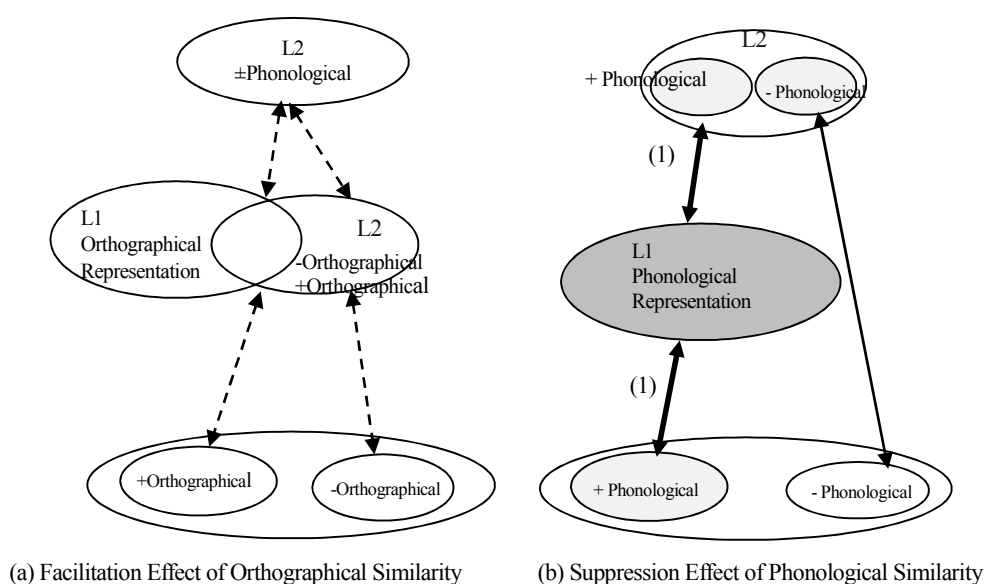 L2
±Phonological
L1
Orthographical
Representation
L2
-Orthographical
+Orthographical
+Orthographical
-Orthographical
(a) Facilitation Effect of Orthographical Similarity
L2
+ Phonological
- Phonological
(1)
L1
Phonological
Representation
(1)
+ Phonological
- Phonological
(b) Suppression Effect of Phonological Similarity